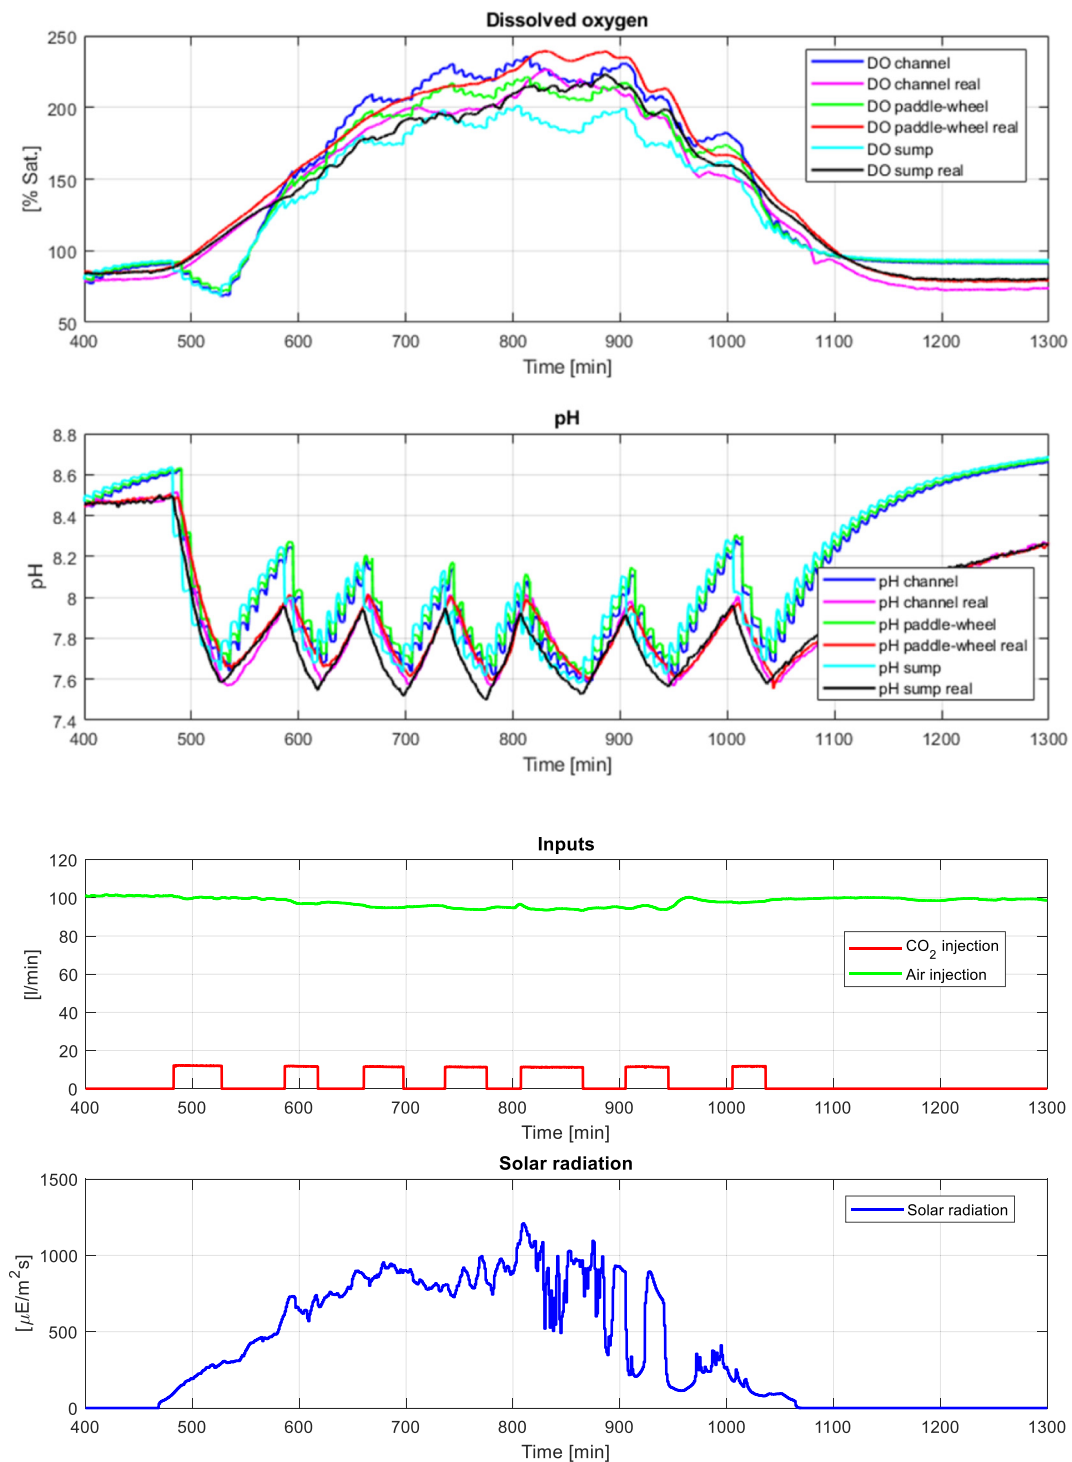 Dissolved oxygen
250
200
150
100
50
[% Sat.]
DO channel
DO channel real
DO paddle-wheel
DO paddle-wheel real
DO sump
DO sump real
400 500 600 700 800 900 1000 1100 1200 1300
Time [min]
pH
8.8
8.6
8.4
8.2
8
7.8
7.6
7.4
pH
pH channel
pH channel real
pH paddle-wheel
pH paddle-wheel real
pH sump
pH sump real
400 500 600 700 800 900 1000 1100 1200 1300
Time [min]
Inputs
120
100
80
60
40
20
0
[l/min]
CO2 injection
Air injection
400 500 600 700 800 900 1000 1100 1200 1300
Time [min]
Solar radiation
1500
1000
500
0
[μE/m²s]
Solar radiation
400 500 600 700 800 900 1000 1100 1200 1300
Time [min]